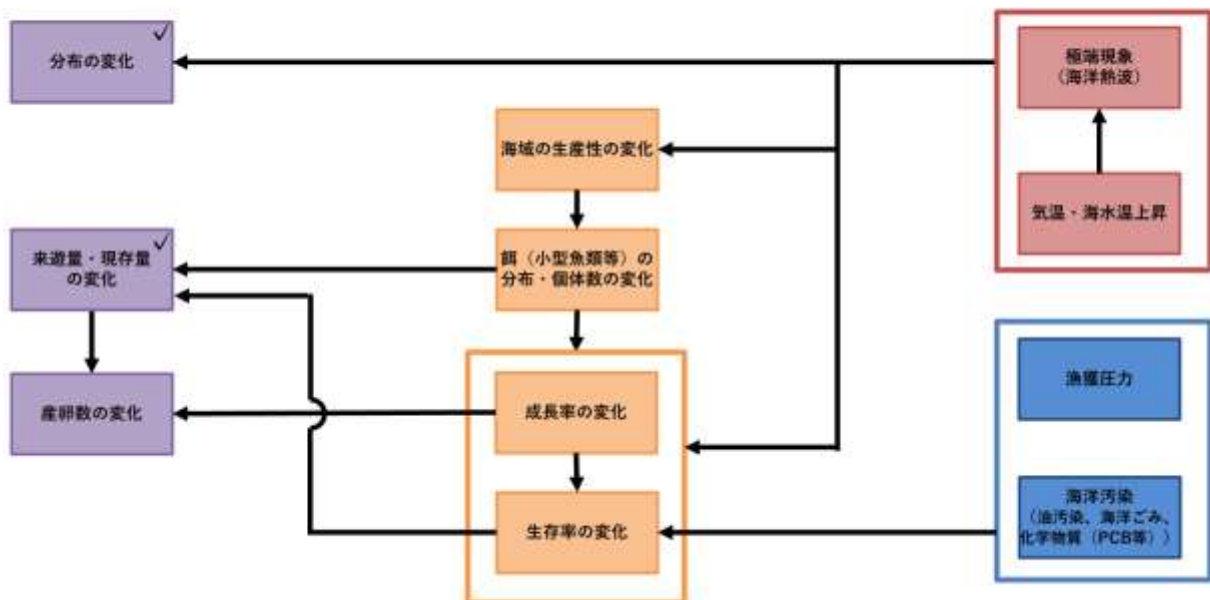 分布の変化
✓
極端現象
（海洋熱波）
海域の生産性の変化
気温・海水温上昇
来遊量・現存量
の変化
✓
餌（小型魚類等）の
分布・個体数の変化
漁獲圧力
産卵数の変化
成長率の変化
生存率の変化
海洋汚染
（油汚染、海洋ごみ、
化学物質（PCB等））